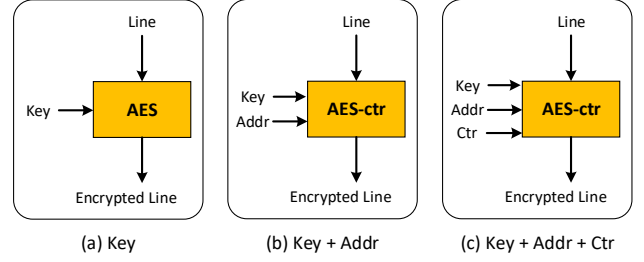 Line
Key
AES
Encrypted Line
(a) Key
Line
Key
Addr
AES-ctr
Encrypted Line
(b) Key + Addr
Line
Key
Addr
Ctr
AES-ctr
Encrypted Line
(c) Key + Addr + Ctr